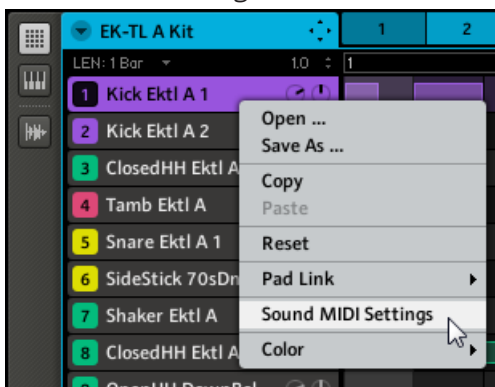 EK-TL A Kit
1
2
LEN: 1 Bar
1.0
1
1 Kick Ektl A 1
2 Kick Ektl A 2
3 ClosedHH Ektl A
4 Tamb Ektl A
5 Snare Ektl A 1
6 SideStick 70sDn
7 Shaker Ektl A
8 ClosedHH Ektl A
Open ...
Save As ...
Copy
Paste
Reset
Pad Link
Sound MIDI Settings
Color